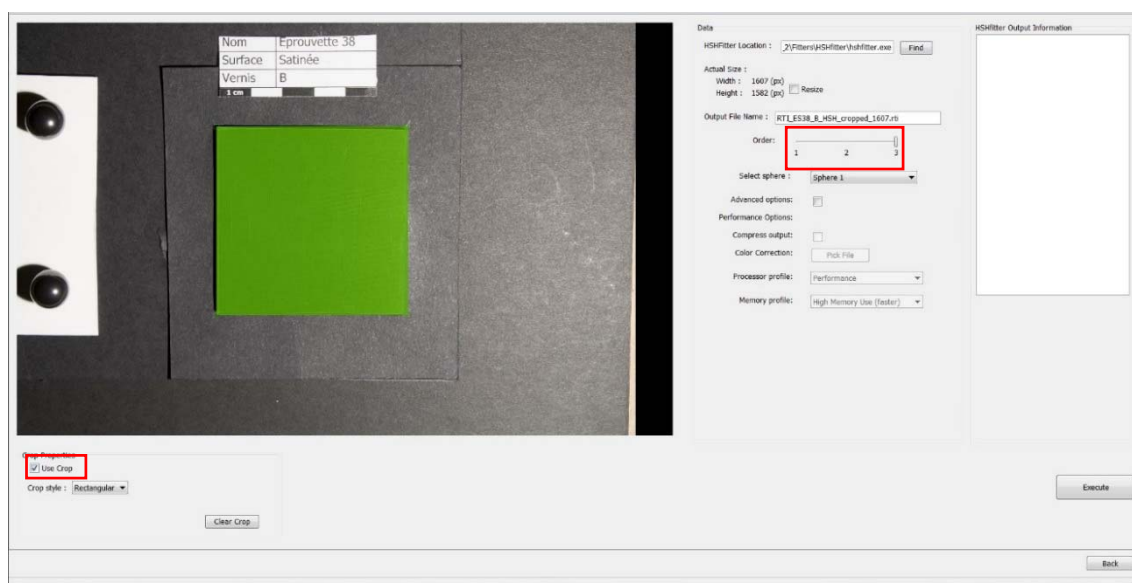 Nom Eprouvette 38
Surface Satinée
Vernis B
1 cm
Data
HSHFitter Location : _2\Fitters\HSHfitter\hshfitter.exe Find
Actual Size :
Width : 1607 (px)
Height : 1582 (px) Resize
Output File Name : RTI_ES38_B_HSH_cropped_1607.rti
Order:
1 2 3
Select sphere : Sphere 1
Advanced options:
Performance Options:
Compress output:
Color Correction: Pick File
Processor profile: Performance
Memory profile: High Memory Use (faster)
HSHfitter Output Information
Crop Properties
Use Crop
Crop style : Rectangular
Clear Crop
Execute
Back